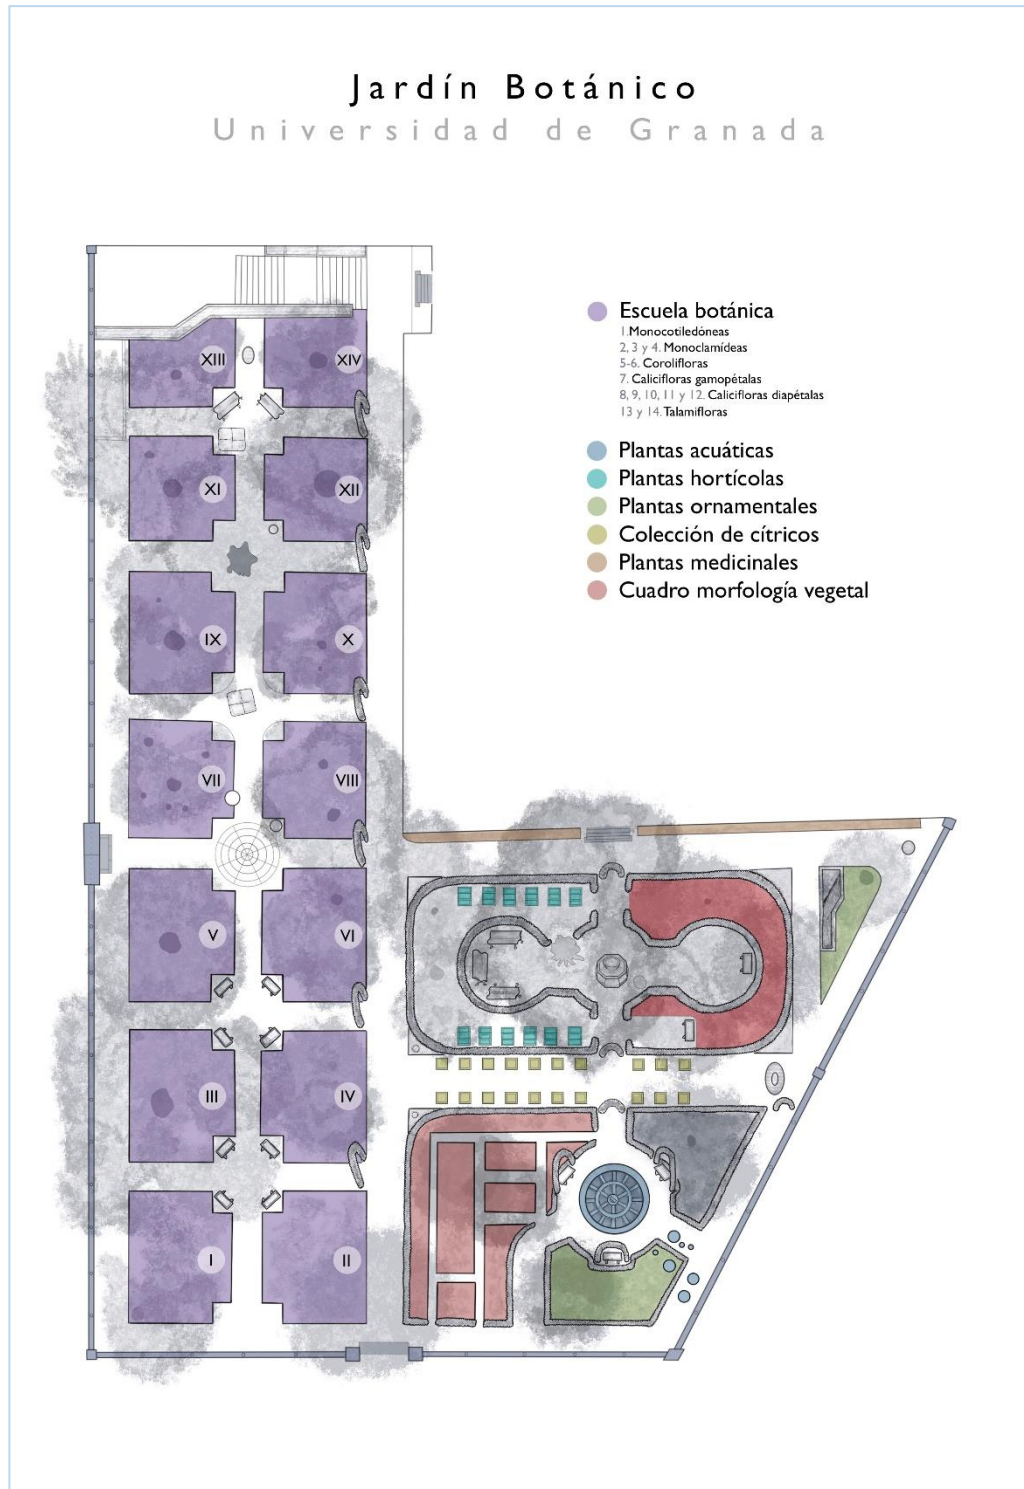 Jardín Botánico
Universidad de Granada
Escuela botánica
1.Monocotiledóneas
2, 3 y 4. Monoclamídeas
5-6. Corolifloras
7. Calicifloras gamopétalas
8, 9, 10, 11 y 12. Calicifloras diapétalas
13 y 14. Talamifloras
Plantas acuáticas
Plantas hortícolas
Plantas ornamentales
Colección de cítricos
Plantas medicinales
Cuadro morfología vegetal
XIII
XIV
XI
XII
IX
X
VII
VIII
V
VI
III
IV
I
II